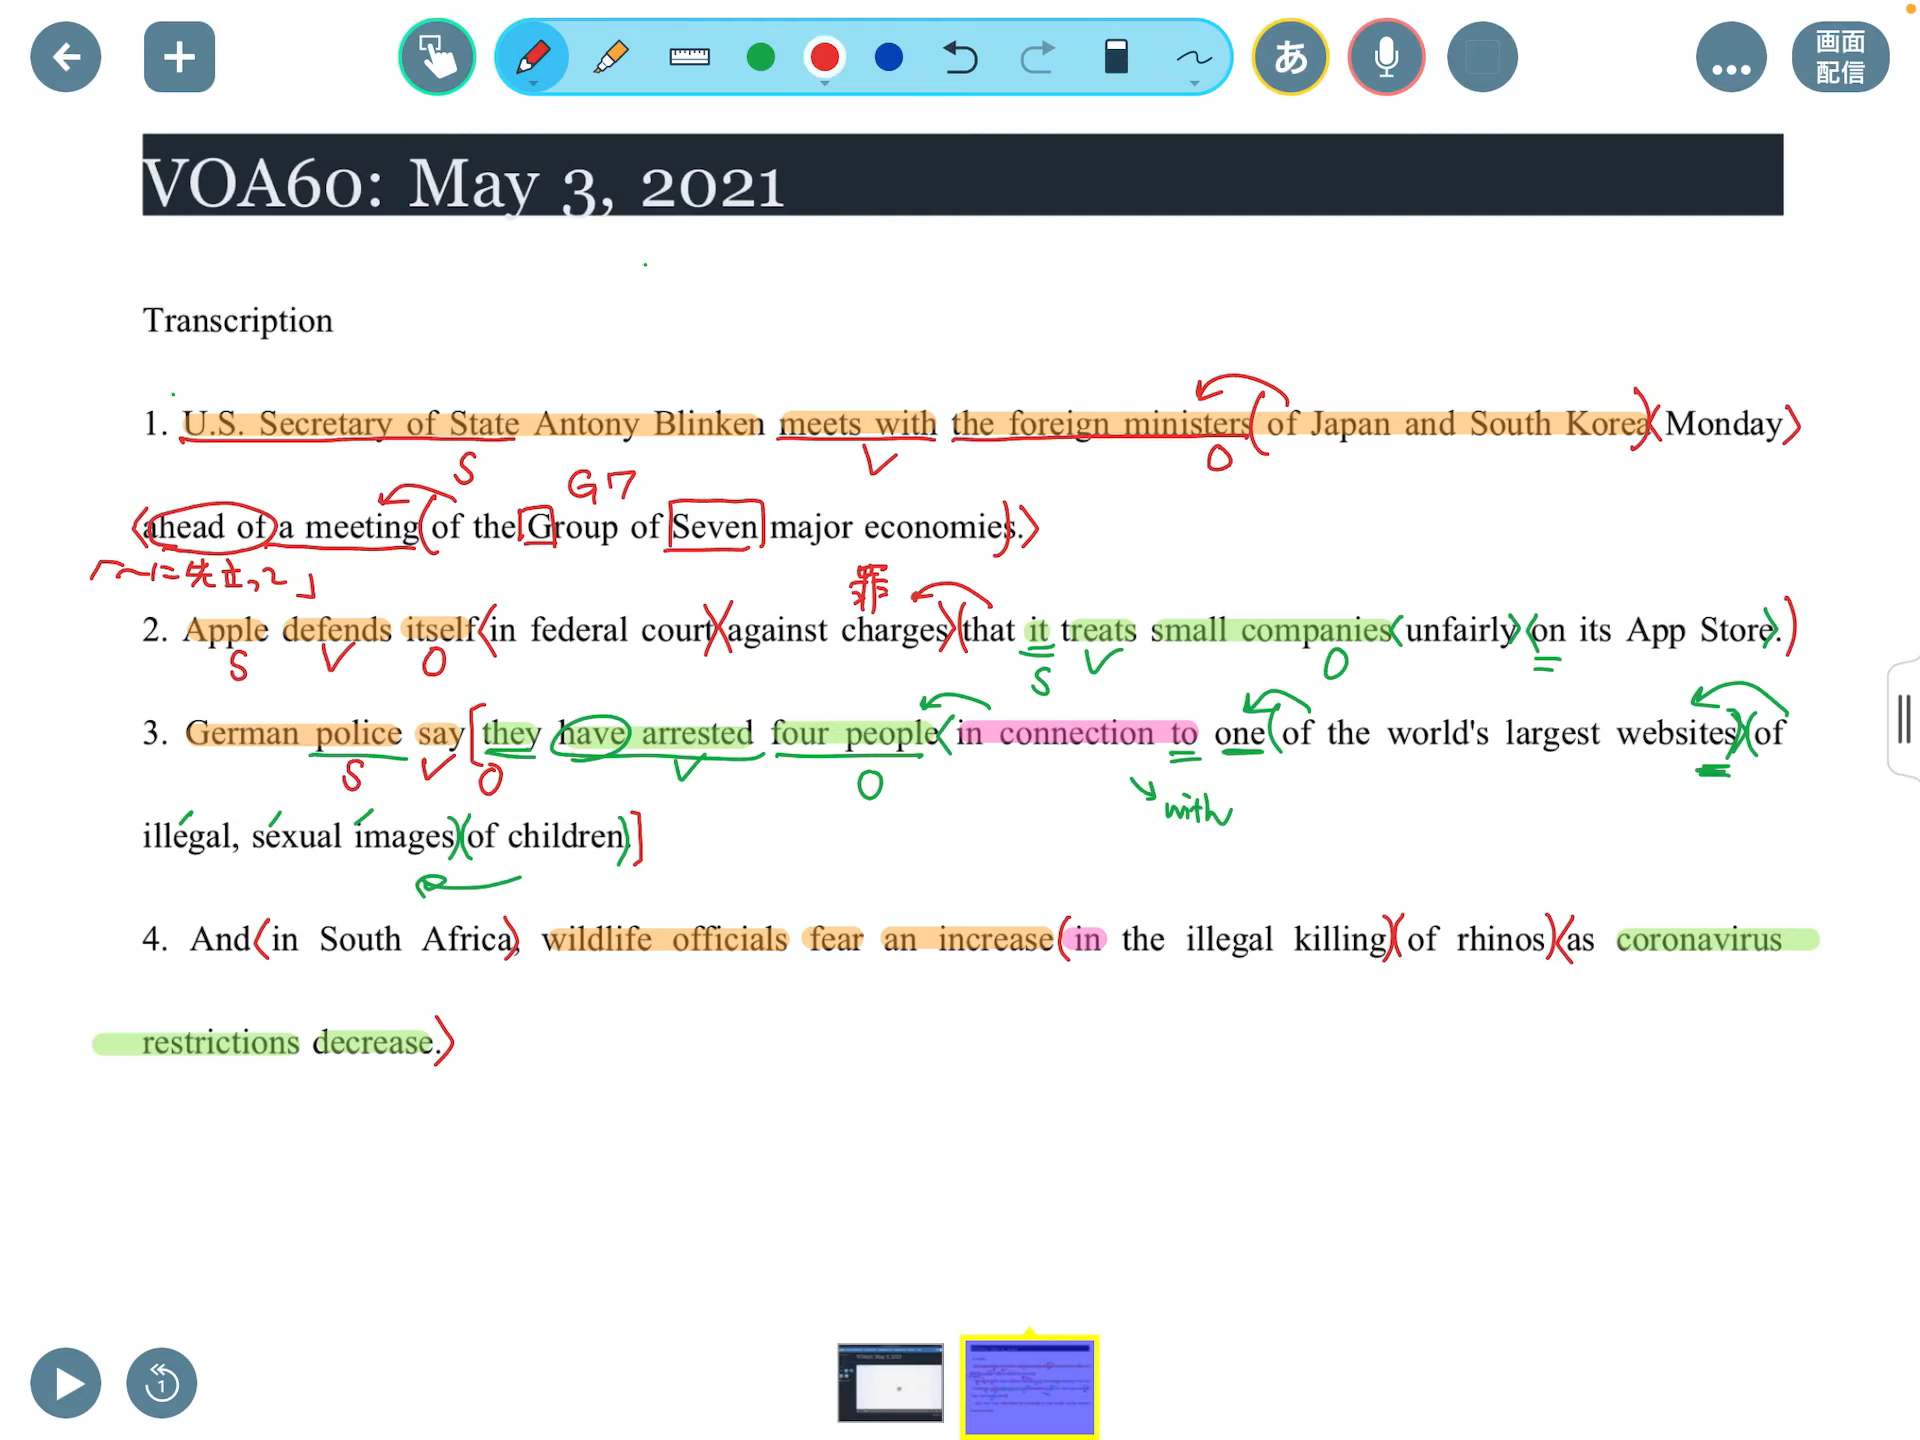 あ
画面
配信
VOA60: May 3, 2021
Transcription
1. U.S. Secretary of State Antony Blinken meets with the foreign ministers of Japan and South Korea Monday
S V O
G7
ahead of a meeting of the Group of Seven major economies.
「〜に先立って」
罪
2. Apple defends itself in federal court against charges that it treats small companies unfairly on its App Store.
S V O S V O
3. German police say they have arrested four people in connection to one of the world's largest websites of
S V O V O
with
illegal, sexual images of children.
4. And in South Africa, wildlife officials fear an increase in the illegal killing of rhinos as coronavirus
restrictions decrease.
1